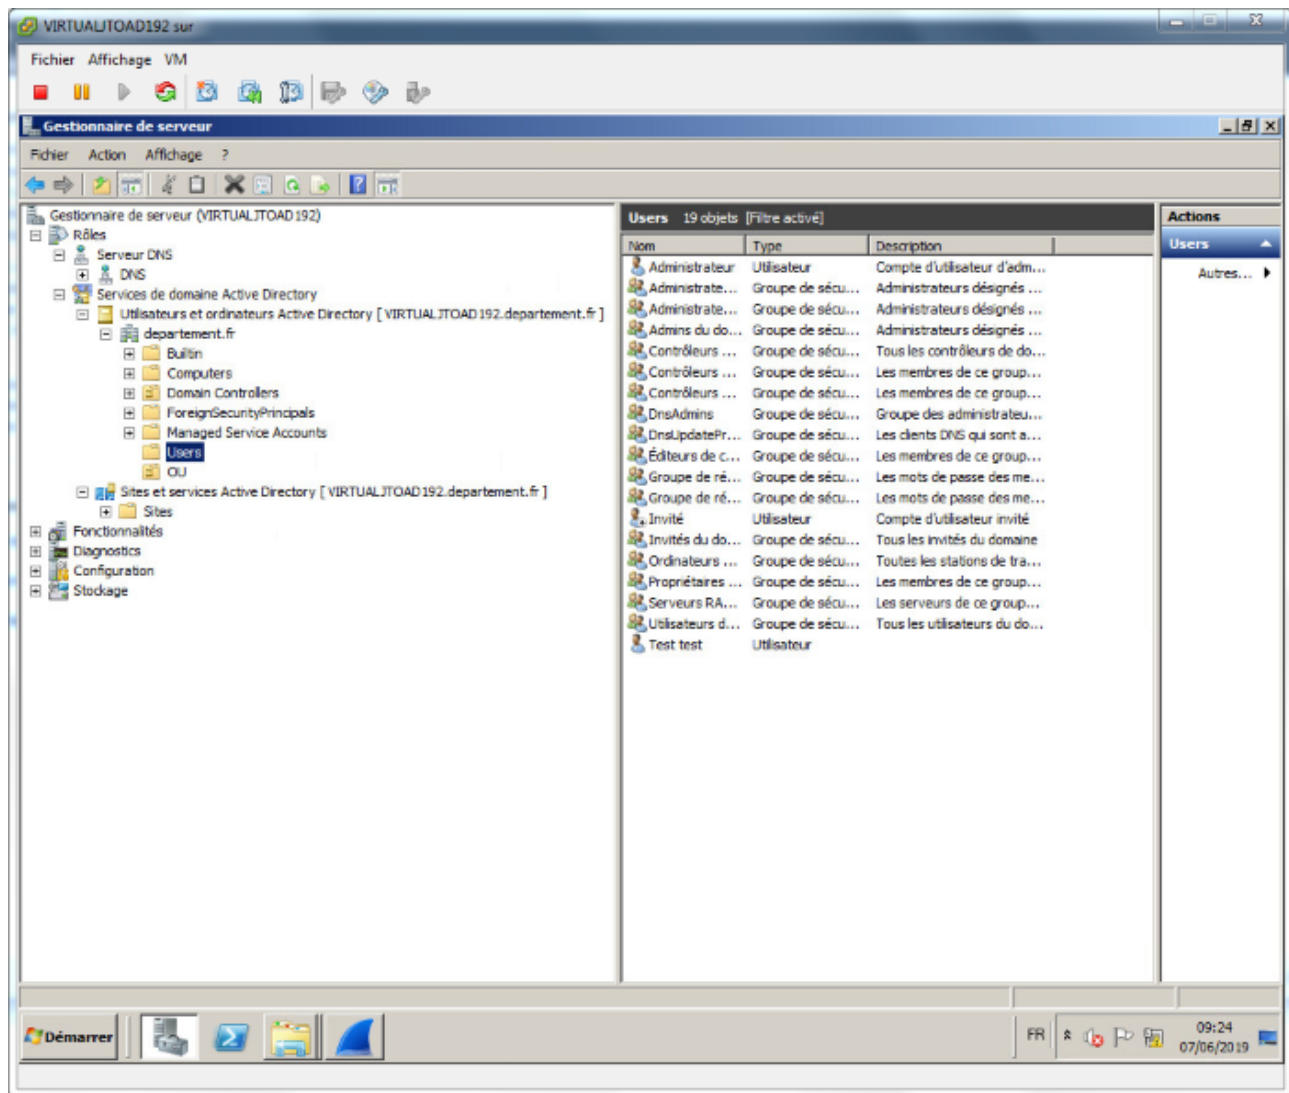 VIRTUALJTOAD192 sur
Fichier Affichage VM
Gestionnaire de serveur
Fichier Action Affichage ?
Gestionnaire de serveur (VIRTUALJTOAD192)
Rôles
Serveur DNS
DNS
Services de domaine Active Directory
Utilisateurs et ordinateurs Active Directory [ VIRTUALJTOAD192.departement.fr ]
departement.fr
Builtin
Computers
Domain Controllers
ForeignSecurityPrincipals
Managed Service Accounts
Users
OU
Sites et services Active Directory [ VIRTUALJTOAD192.departement.fr ]
Sites
Fonctionnalités
Diagnostics
Configuration
Stockage
Users 19 objets [Filtre activé]
Nom Type Description
Administrateur Utilisateur Compte d'utilisateur d'adm...
Administrate... Groupe de sécu... Administrateurs désignés ...
Administrate... Groupe de sécu... Administrateurs désignés ...
Admins du do... Groupe de sécu... Administrateurs désignés ...
Contrôleurs ... Groupe de sécu... Tous les contrôleurs de do...
Contrôleurs ... Groupe de sécu... Les membres de ce group...
Contrôleurs ... Groupe de sécu... Les membres de ce group...
DnsAdmins Groupe de sécu... Groupe des administrateu...
DnsUpdatePr... Groupe de sécu... Les clients DNS qui sont a...
Éditeurs de c... Groupe de sécu... Les membres de ce group...
Groupe de ré... Groupe de sécu... Les mots de passe des me...
Groupe de ré... Groupe de sécu... Les mots de passe des me...
Invité Utilisateur Compte d'utilisateur invité
Invités du do... Groupe de sécu... Tous les invités du domaine
Ordinateurs ... Groupe de sécu... Toutes les stations de tra...
Propriétaires ... Groupe de sécu... Les membres de ce group...
Serveurs RA... Groupe de sécu... Les serveurs de ce group...
Utilisateurs d... Groupe de sécu... Tous les utilisateurs du do...
Test test Utilisateur
Actions
Users
Autres...
Démarrer
FR
09:24
07/06/2019